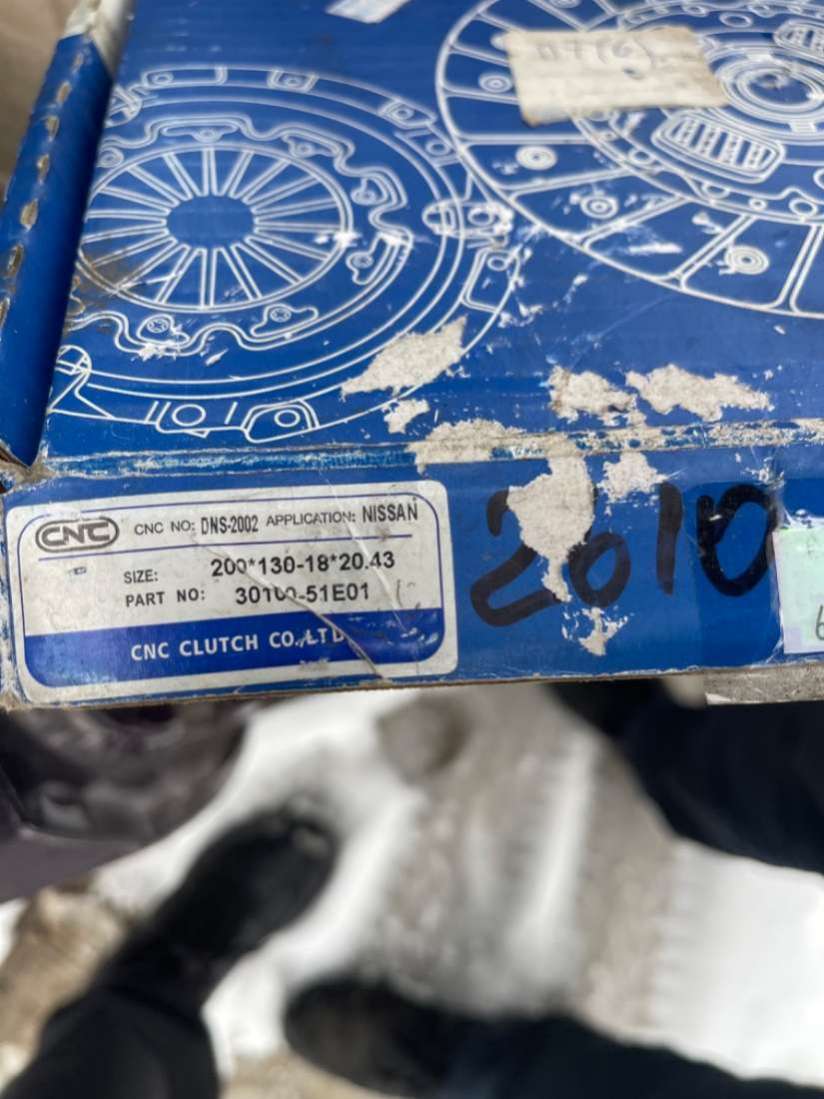 CNC CNC NO: DNS-2002 APPLICATION: NISSAN
SIZE: 200*130-18*20.43
PART NO: 30100-51E01
CNC CLUTCH CO.,LTD
2610
6